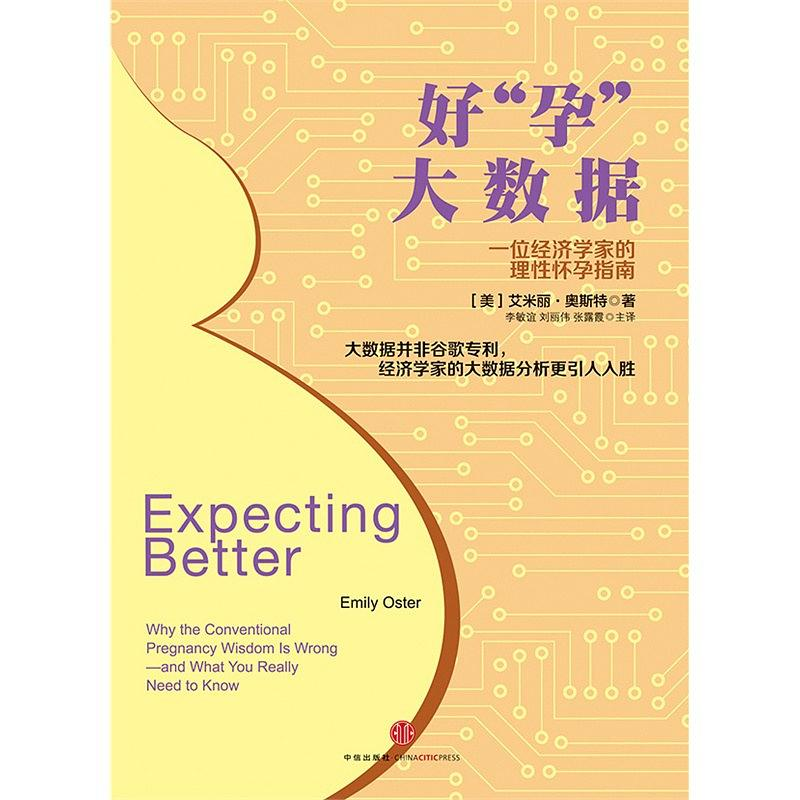 好“孕”
大数据
一位经济学家的
理性怀孕指南
[美] 艾米丽·奥斯特◎著
李敏谊 刘丽伟 张露霞◎主译
大数据并非谷歌专利，
经济学家的大数据分析更引人入胜
Expecting
Better
Emily Oster
Why the Conventional
Pregnancy Wisdom Is Wrong
—and What You Really
Need to Know
中信出版社·CHINACITICPRESS